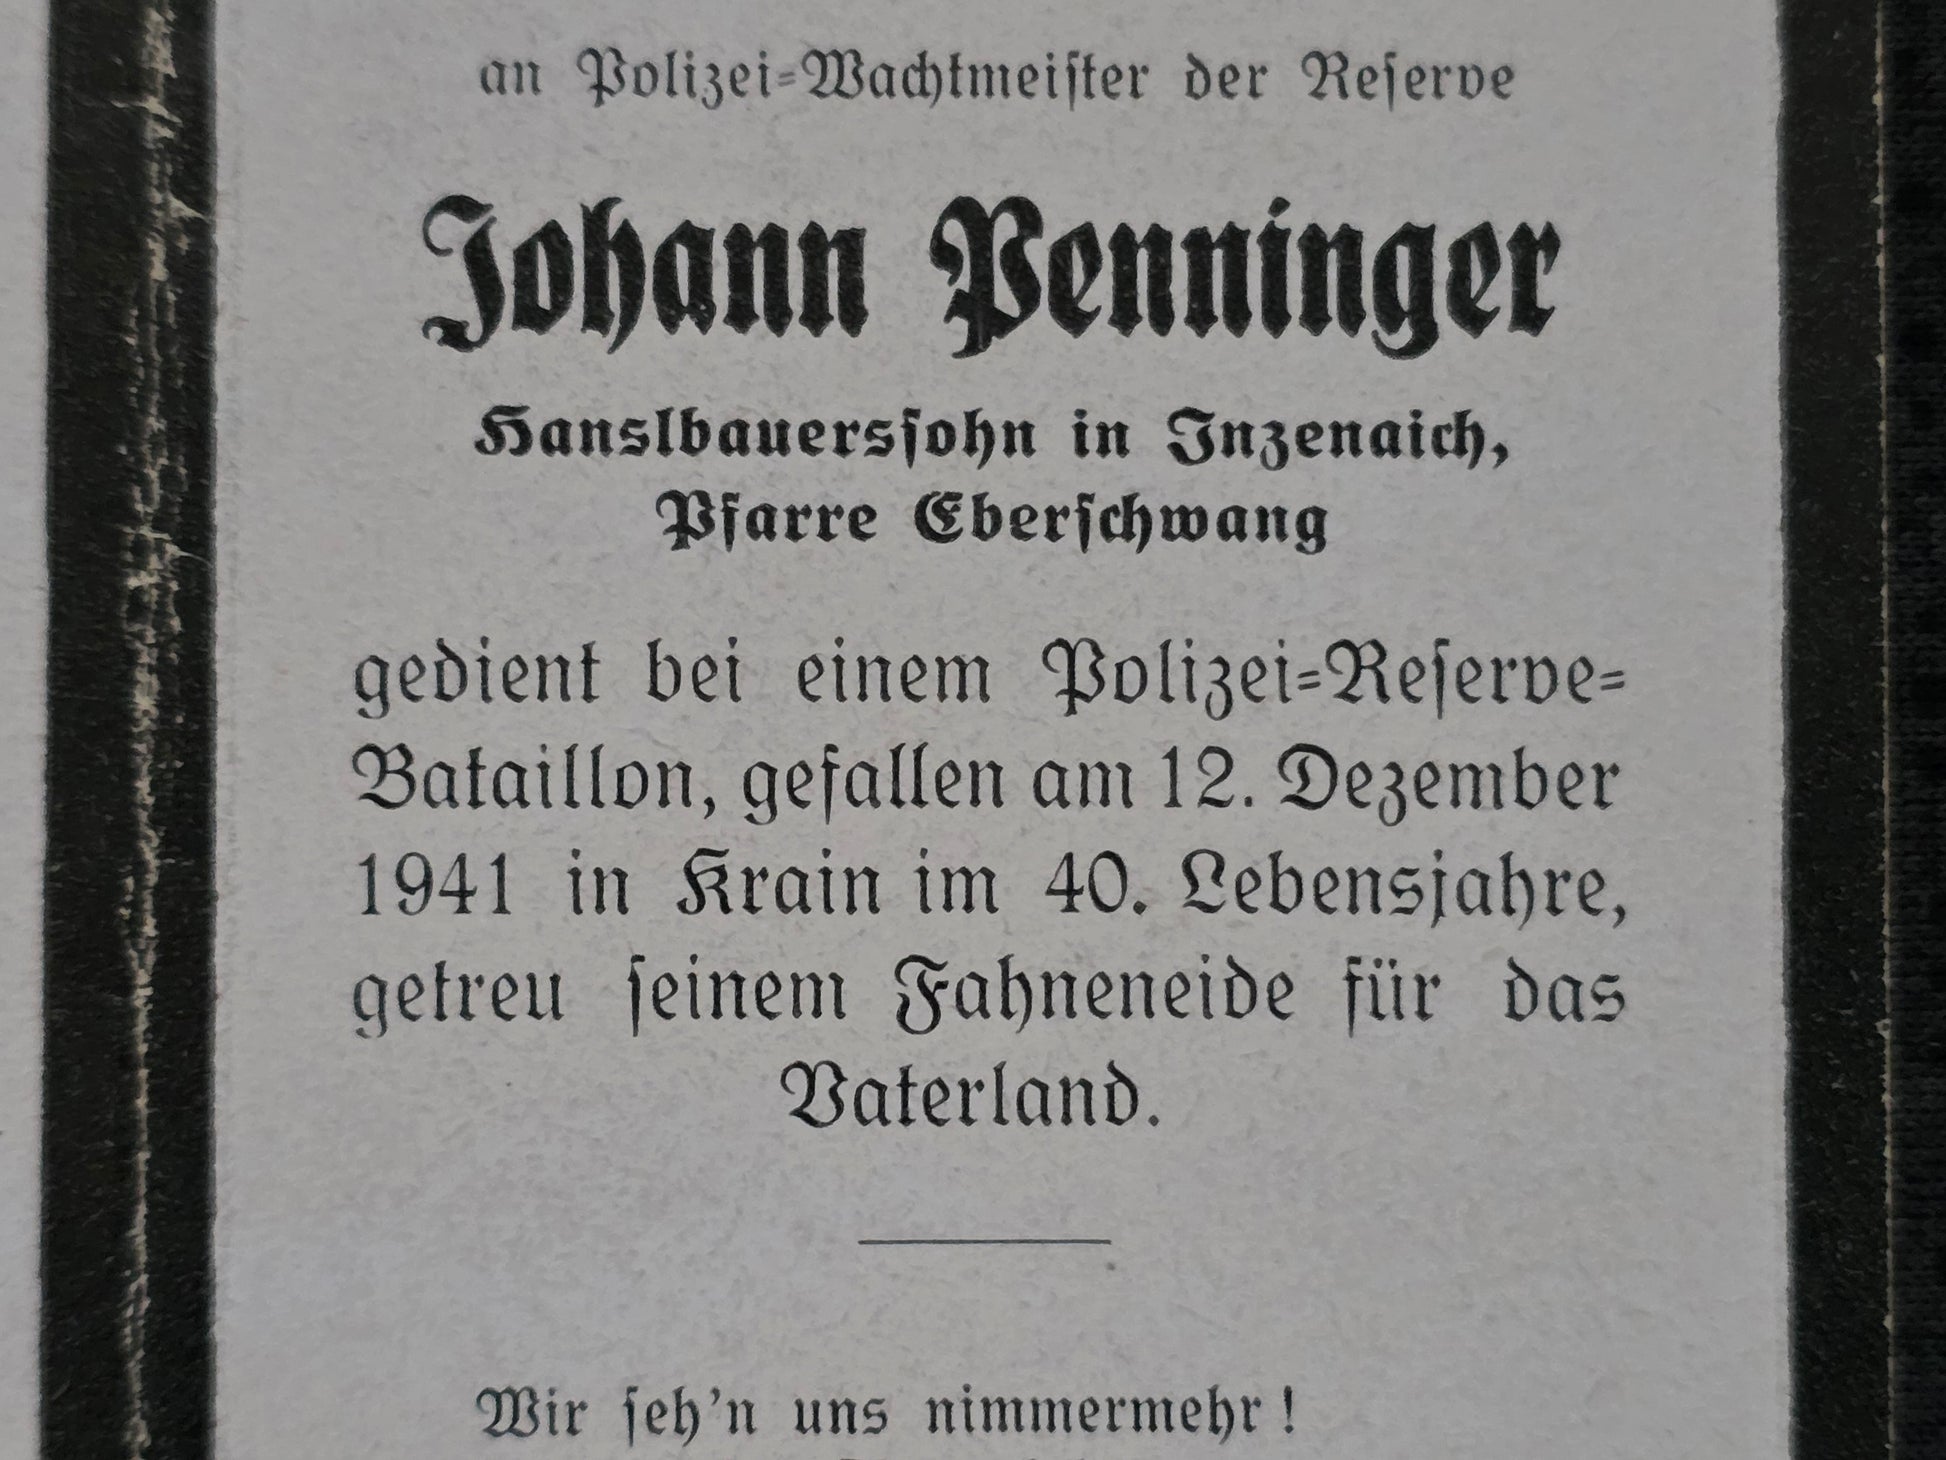 an Polizei=Wachtmeiſter der Reſerve
Johann Penninger
Hanslbauersſohn in Inzenaich,
Pfarre Eberſchwang
gedient bei einem Polizei=Reſerve=
Bataillon, gefallen am 12. Dezember
1941 in Krain im 40. Lebensjahre,
getreu ſeinem Fahneneide für das
Vaterland.
Wir ſeh'n uns nimmermehr!